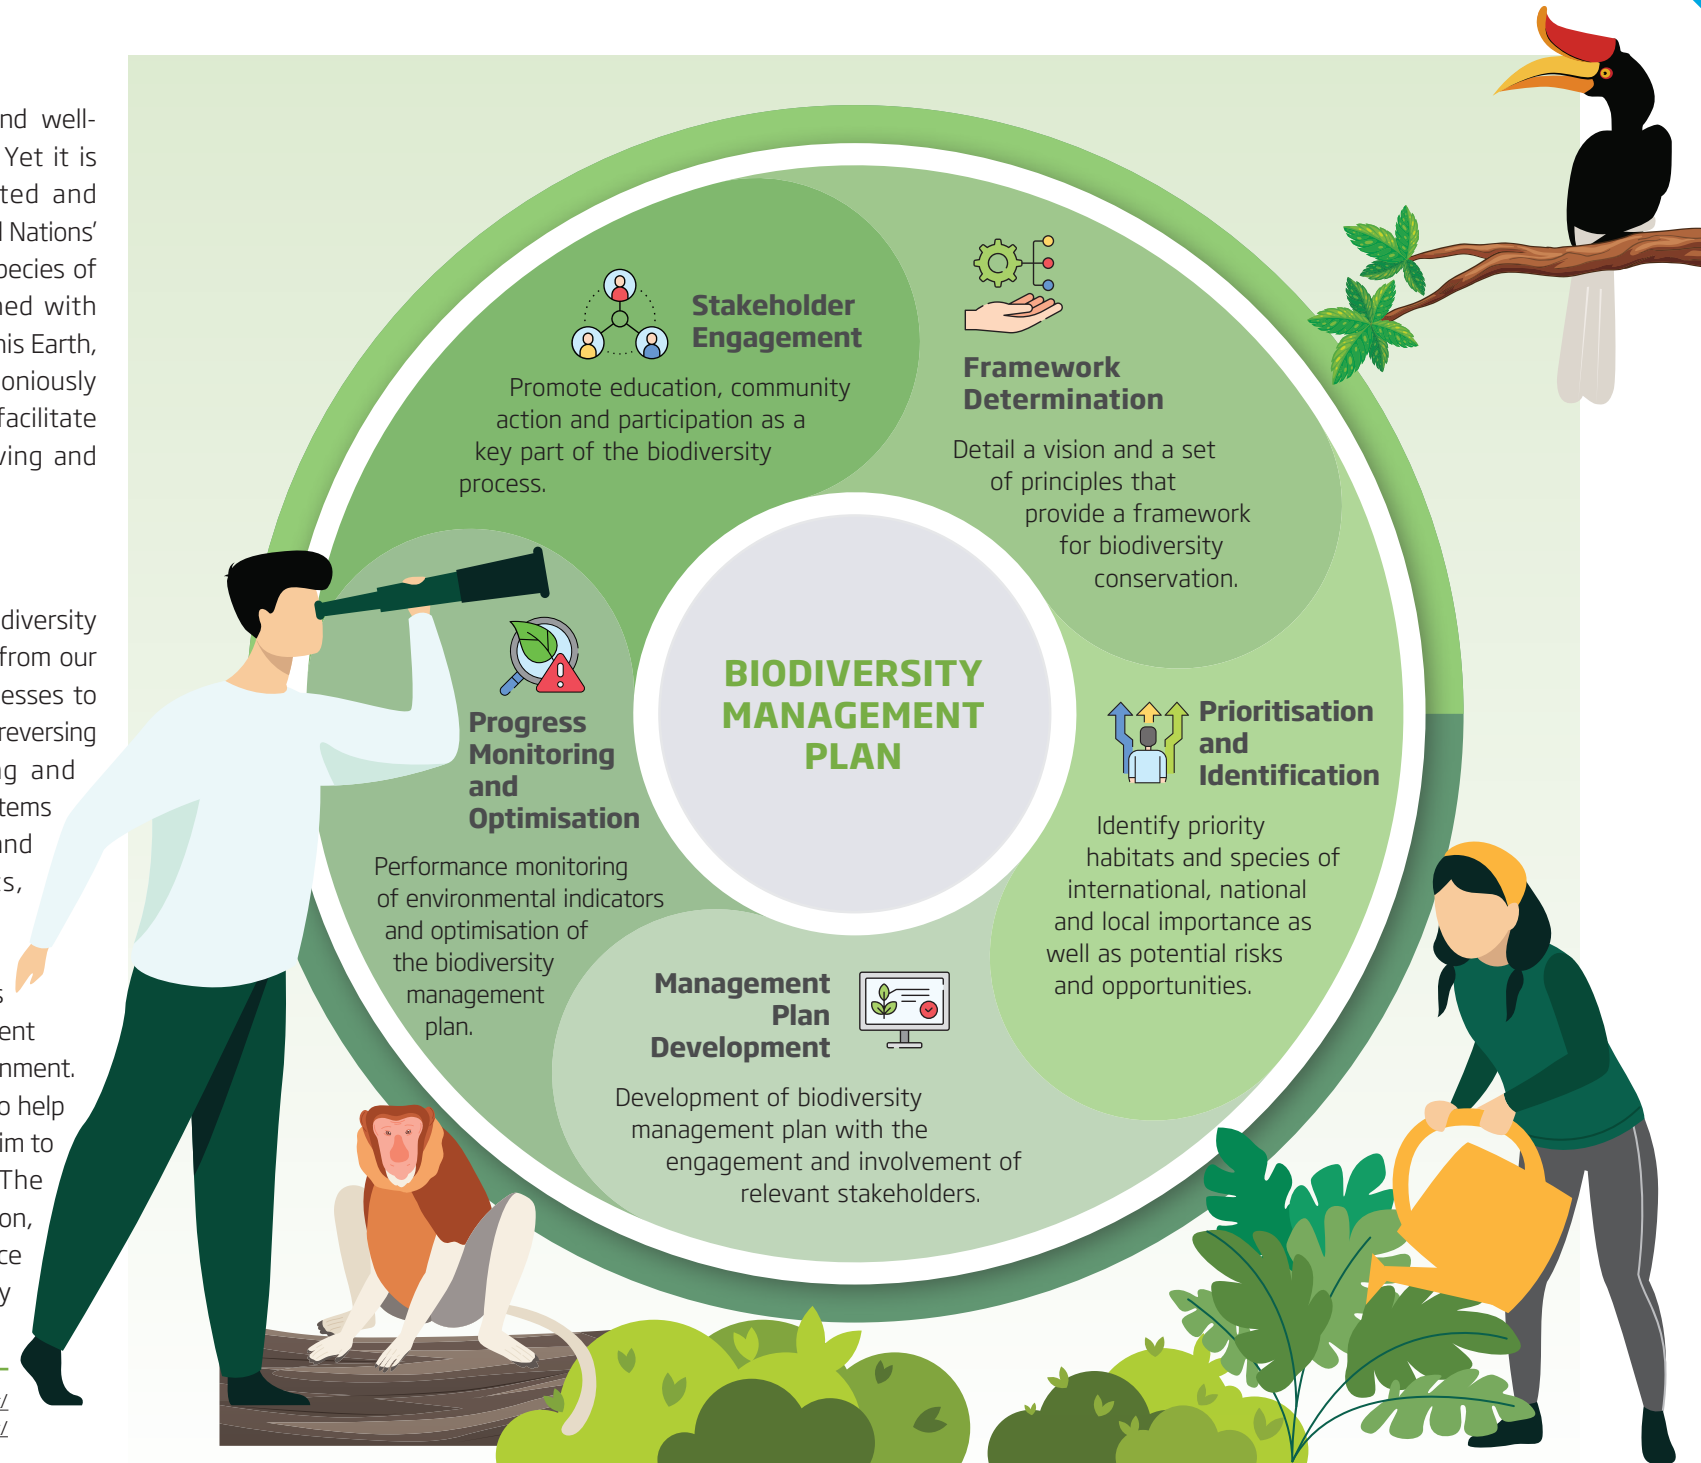 nd well-
Yet it is
ted and
Nations'
pecies of
ned with
his Earth,
oniously
facilitate
ving and
diversity
from our
esses to
reversing
ng and
tems
and
ts,
s
ent
nment.
o help
im to
The
on,
ce
y
/
/
Stakeholder
Engagement
Promote education, community
action and participation as a
key part of the biodiversity
process.
Framework
Determination
Detail a vision and a set
of principles that
provide a framework
for biodiversity
conservation.
Prioritisation
and
Identification
Identify priority
habitats and species of
international, national
and local importance as
well as potential risks
and opportunities.
Management
Plan
Development
Development of biodiversity
management plan with the
engagement and involvement of
relevant stakeholders.
Progress
Monitoring
and
Optimisation
Performance monitoring
of environmental indicators
and optimisation of
the biodiversity
management
plan.
BIODIVERSITY
MANAGEMENT
PLAN